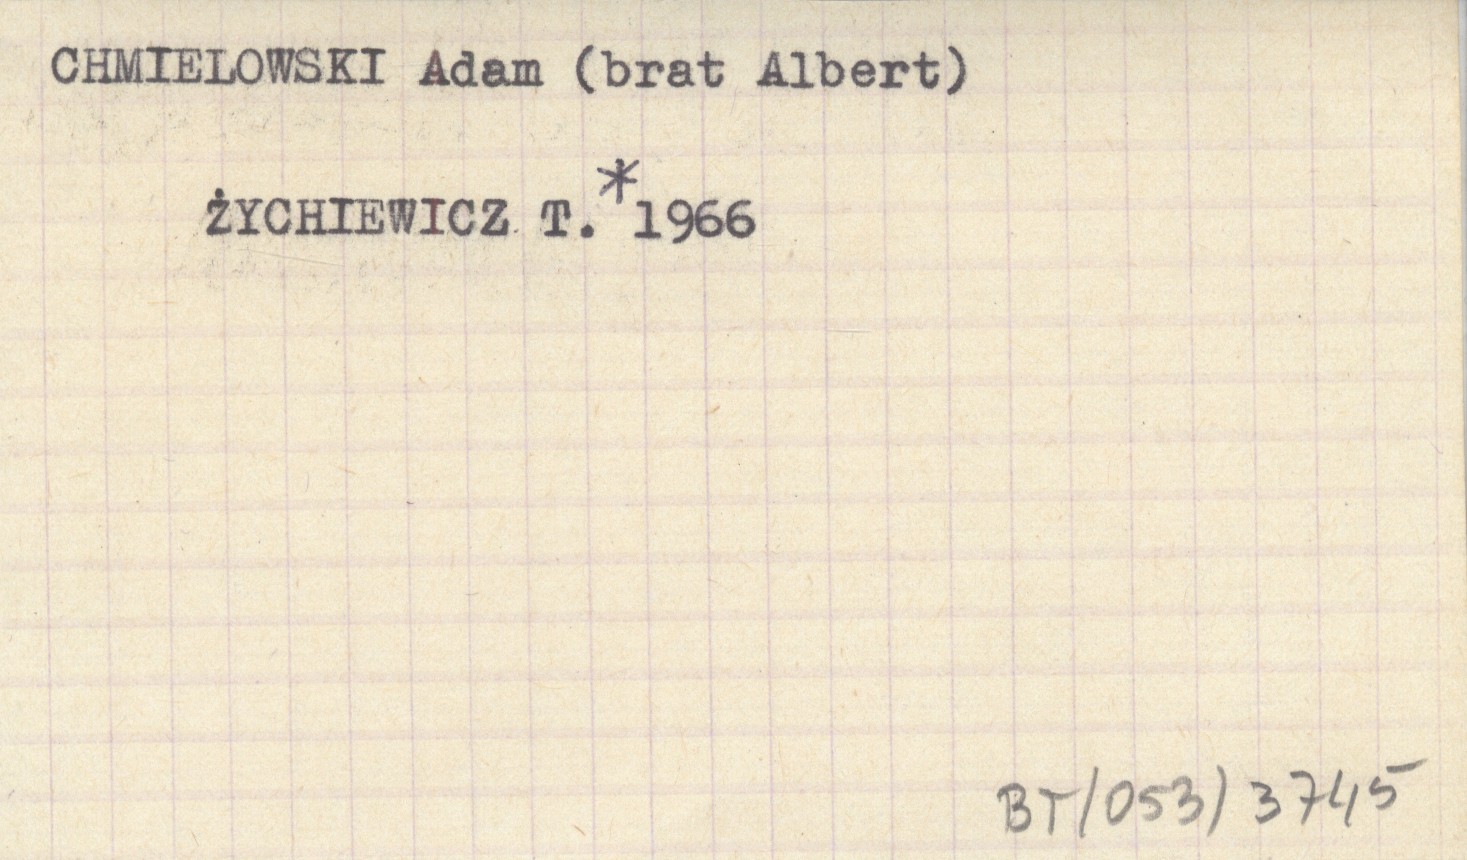 CHMIELOWSKI Adam (brat Albert)
ŻYCHIEWICZ T.* 1966
BT/053/3745